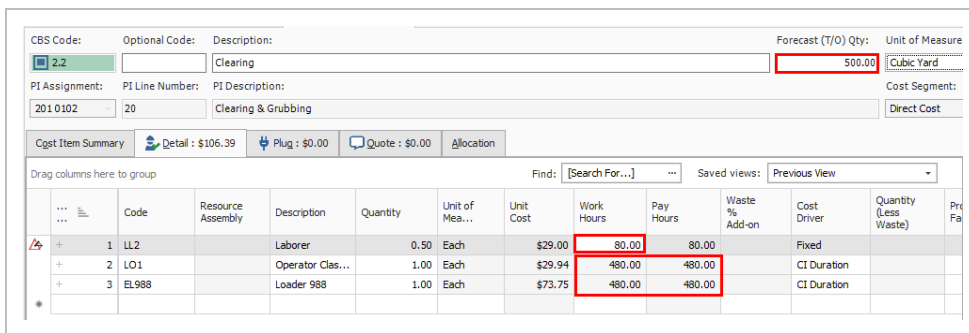 CBS Code: Optional Code: Description: Forecast (T/O) Qty: Unit of Measure
2.2 Clearing 500.00 Cubic Yard
PI Assignment: PI Line Number: PI Description: Cost Segment:
201 0102 20 Clearing & Grubbing Direct Cost
Cost Item Summary Detail : $106.39 Plug : $0.00 Quote : $0.00 Allocation
Drag columns here to group Find: [Search For...] ... Saved views: Previous View
... ... Code Resource Assembly Description Quantity Unit of Mea... Unit Cost Work Hours Pay Hours Waste % Add-on Cost Driver Quantity (Less Waste) Pro Fa
1 LL2 Laborer 0.50 Each $29.00 80.00 80.00 Fixed
2 LO1 Operator Clas... 1.00 Each $29.94 480.00 480.00 CI Duration
3 EL988 Loader 988 1.00 Each $73.75 480.00 480.00 CI Duration